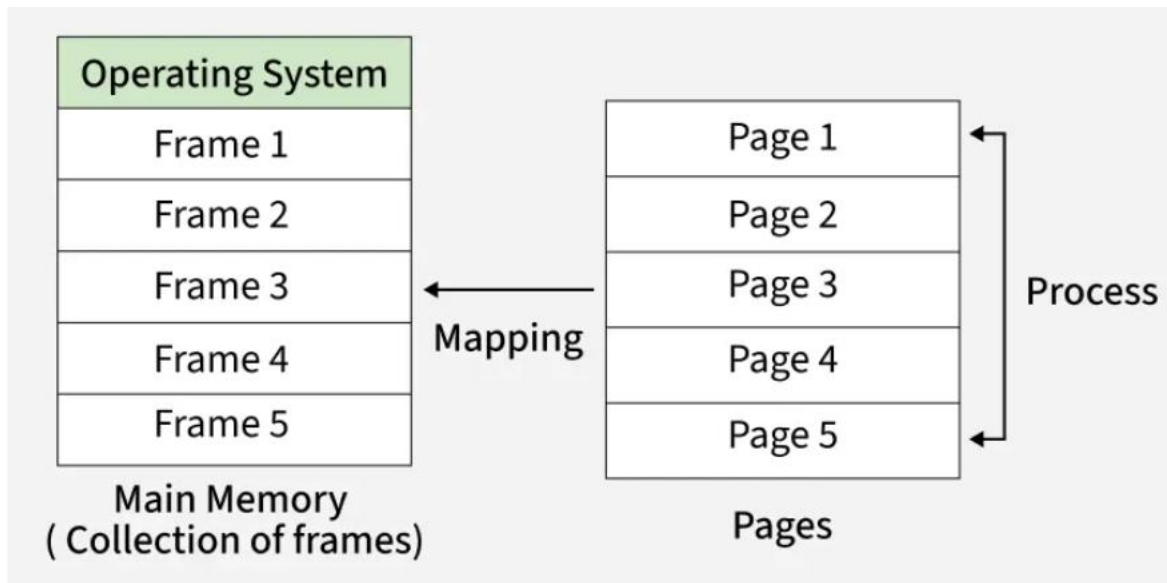 Operating System
Frame 1
Frame 2
Frame 3
Frame 4
Frame 5
Main Memory
( Collection of frames)
Mapping
Page 1
Page 2
Page 3
Page 4
Page 5
Pages
Process